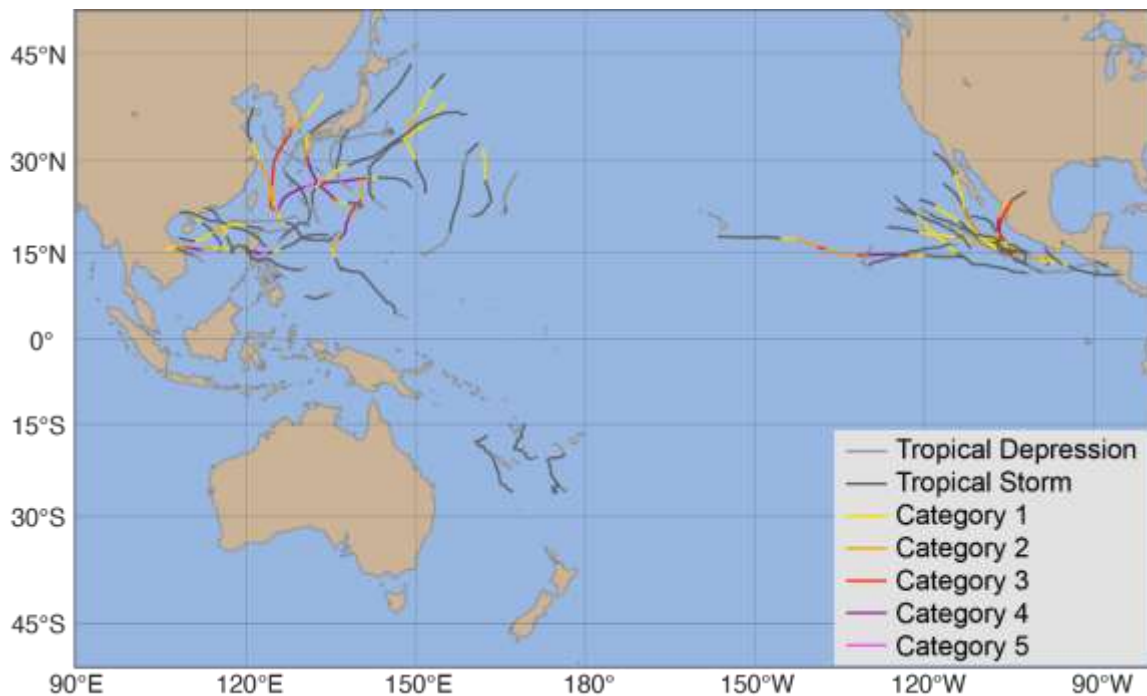 45°N
30°N
15°N
0°
15°S
30°S
45°S
Tropical Depression
Tropical Storm
Category 1
Category 2
Category 3
Category 4
Category 5
90°E 120°E 150°E 180° 150°W 120°W 90°W